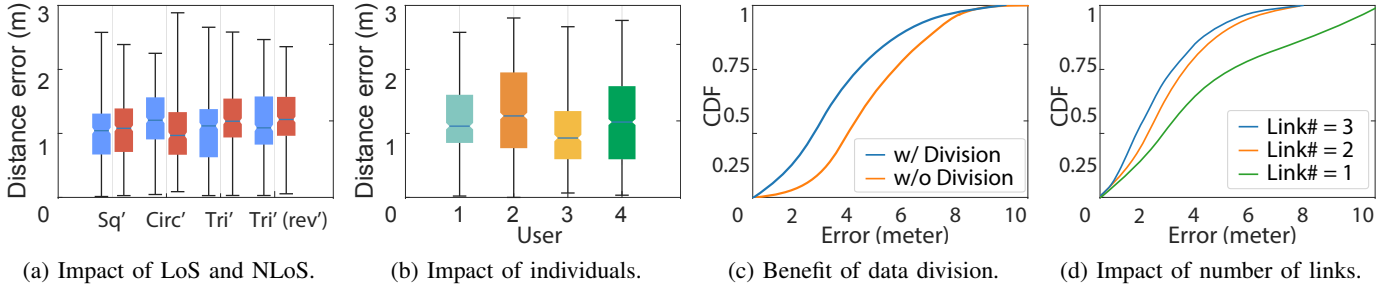 Distance error (m)
3
2
1
0
Sq' Circ' Tri' Tri' (rev')
(a) Impact of LoS and NLoS.
Distance error (m)
3
2
1
0
1 2 3 4
User
(b) Impact of individuals.
CDF
1
0.75
0.5
0.25
0 2 4 6 8 10
w/ Division
w/o Division
Error (meter)
(c) Benefit of data division.
CDF
1
0.75
0.5
0.25
0 2 4 6 8 10
Link# = 3
Link# = 2
Link# = 1
Error (meter)
(d) Impact of number of links.